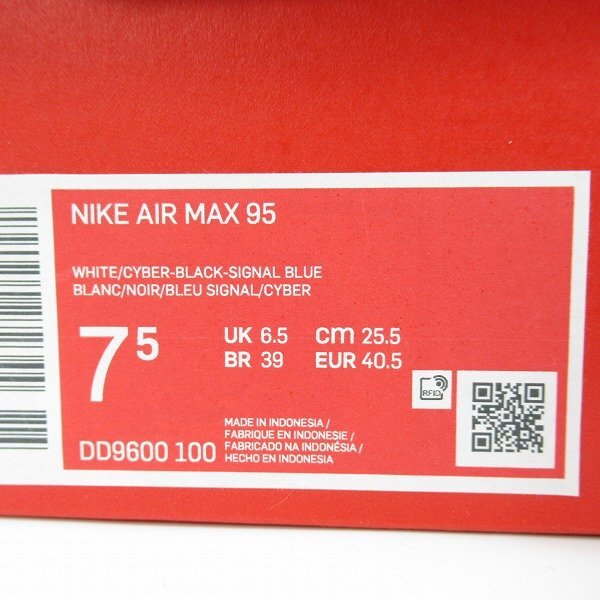 NIKE AIR MAX 95
WHITE/CYBER-BLACK-SIGNAL BLUE
BLANC/NOIR/BLEU SIGNAL/CYBER
7 5
UK 6.5 cm 25.5
BR 39 EUR 40.5
RFID
DD9600 100
MADE IN INDONESIA /
FABRIQUE EN INDONESIE /
FABRICADO NA INDONÉSIA /
HECHO EN INDONESIA